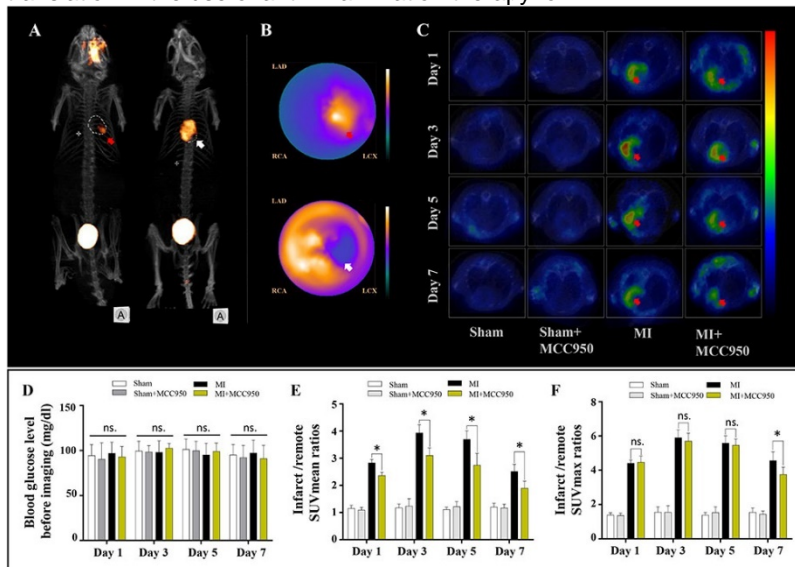 A
B
C
LAD
RCA
LCX
LAD
RCA
LCX
A
A
Day 1
Day 3
Day 5
Day 7
Sham
Sham+
MCC950
MI
MI+
MCC950
D
Sham
MI
Sham+MCC950
MI+MCC950
Blood glucose level
before imaging (mg/dl)
150
100
50
0
ns.
ns.
ns.
ns.
Day 1
Day 3
Day 5
Day 7
E
Sham
MI
Sham+MCC950
MI+MCC950
Infarct /remote
SUVmean ratios
5
4
3
2
1
0
*
*
*
*
Day 1
Day 3
Day 5
Day 7
F
Sham
MI
Sham+MCC950
MI+MCC950
Infarct /remote
SUVmax ratios
8
6
4
2
0
ns.
ns.
ns.
*
Day 1
Day 3
Day 5
Day 7